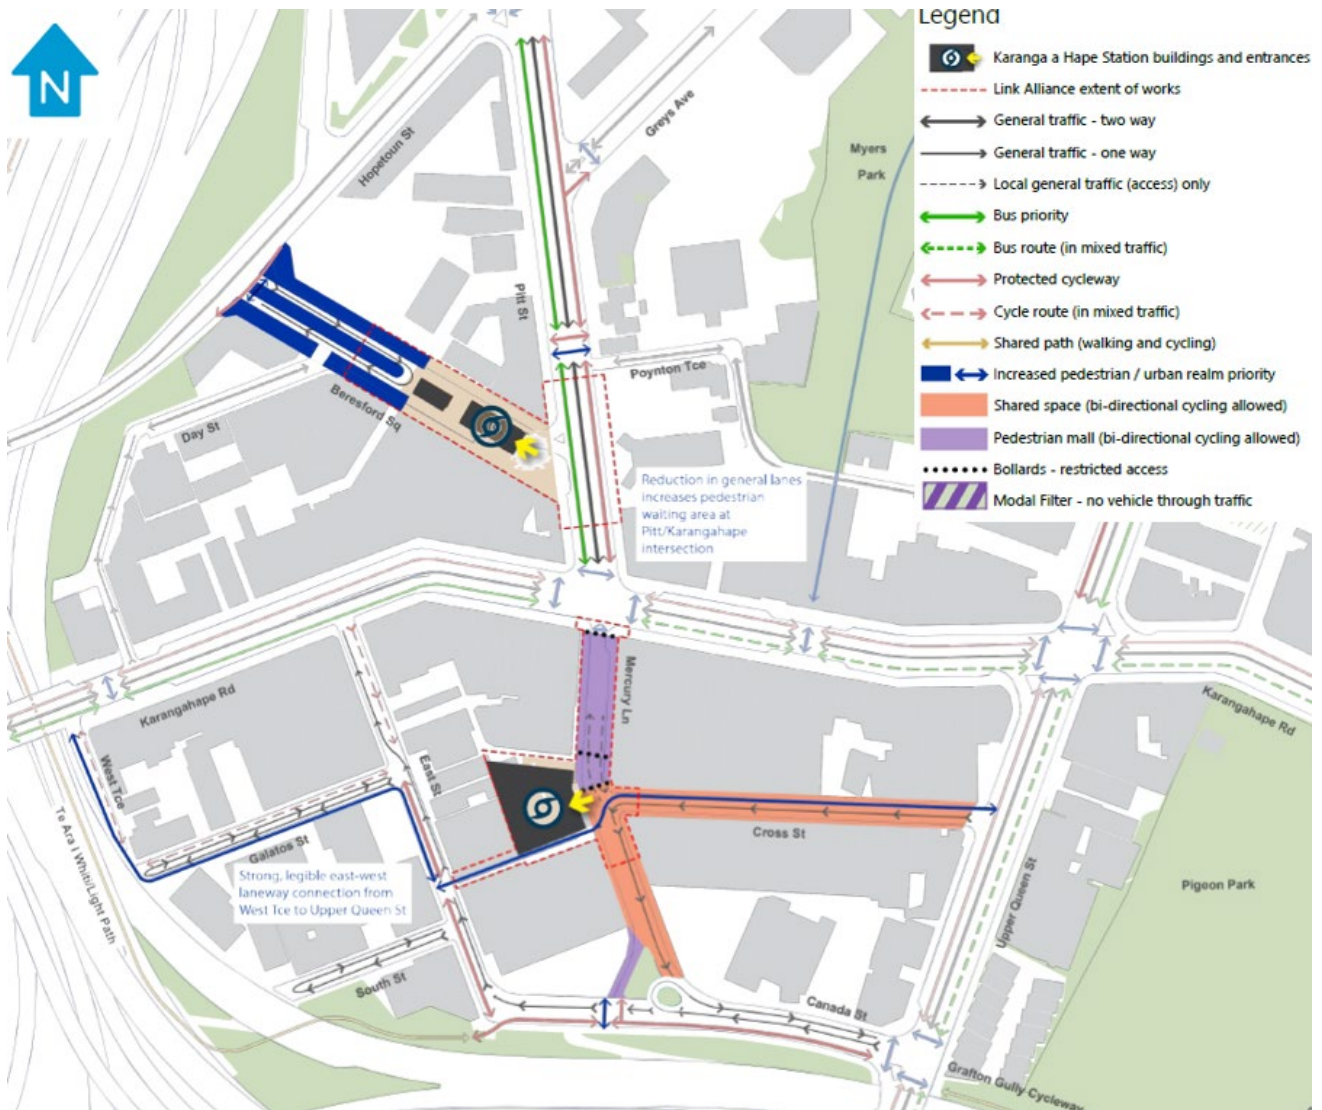 N
Legend
Karanga a Hape Station buildings and entrances
Link Alliance extent of works
General traffic - two way
General traffic - one way
Local general traffic (access) only
Bus priority
Bus route (in mixed traffic)
Protected cycleway
Cycle route (in mixed traffic)
Shared path (walking and cycling)
Increased pedestrian / urban realm priority
Shared space (bi-directional cycling allowed)
Pedestrian mall (bi-directional cycling allowed)
Bollards - restricted access
Modal Filter - no vehicle through traffic
Hopetoun St
Greys Ave
Myers
Park
Pitt St
Poynton Tce
Beresford Sq
Day St
Reduction in general lanes
increases pedestrian
waiting area at
Pitt/Karangahape
intersection
Mercury Ln
Karangahape Rd
Karangahape Rd
West Tce
East St
Cross St
Galatos St
Te Ara I Whiti/Light Path
Strong, legible east-west
laneway connection from
West Tce to Upper Queen St
Upper Queen St
Pigeon Park
South St
Canada St
Grafton Gully Cycleway